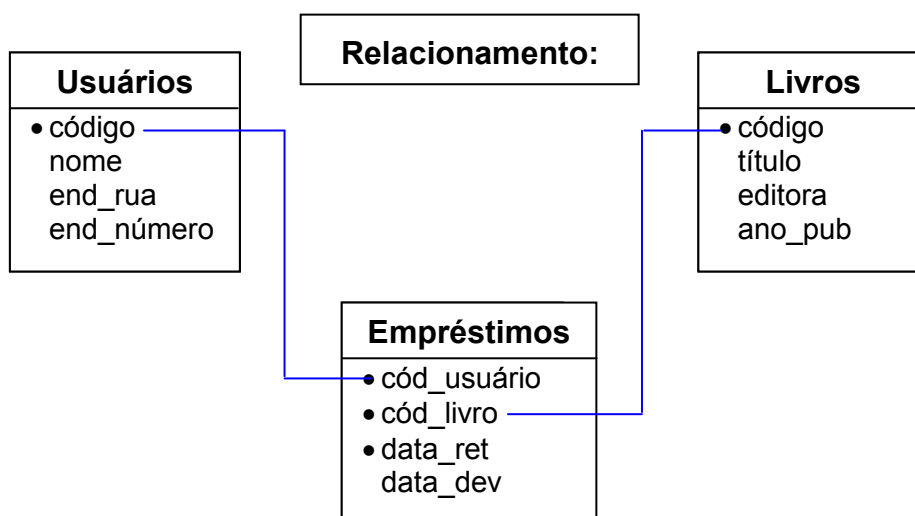 Relacionamento:
Usuários
• código
nome
end_rua
end_número
Livros
• código
título
editora
ano_pub
Empréstimos
• cód_usuário
• cód_livro
• data_ret
data_dev